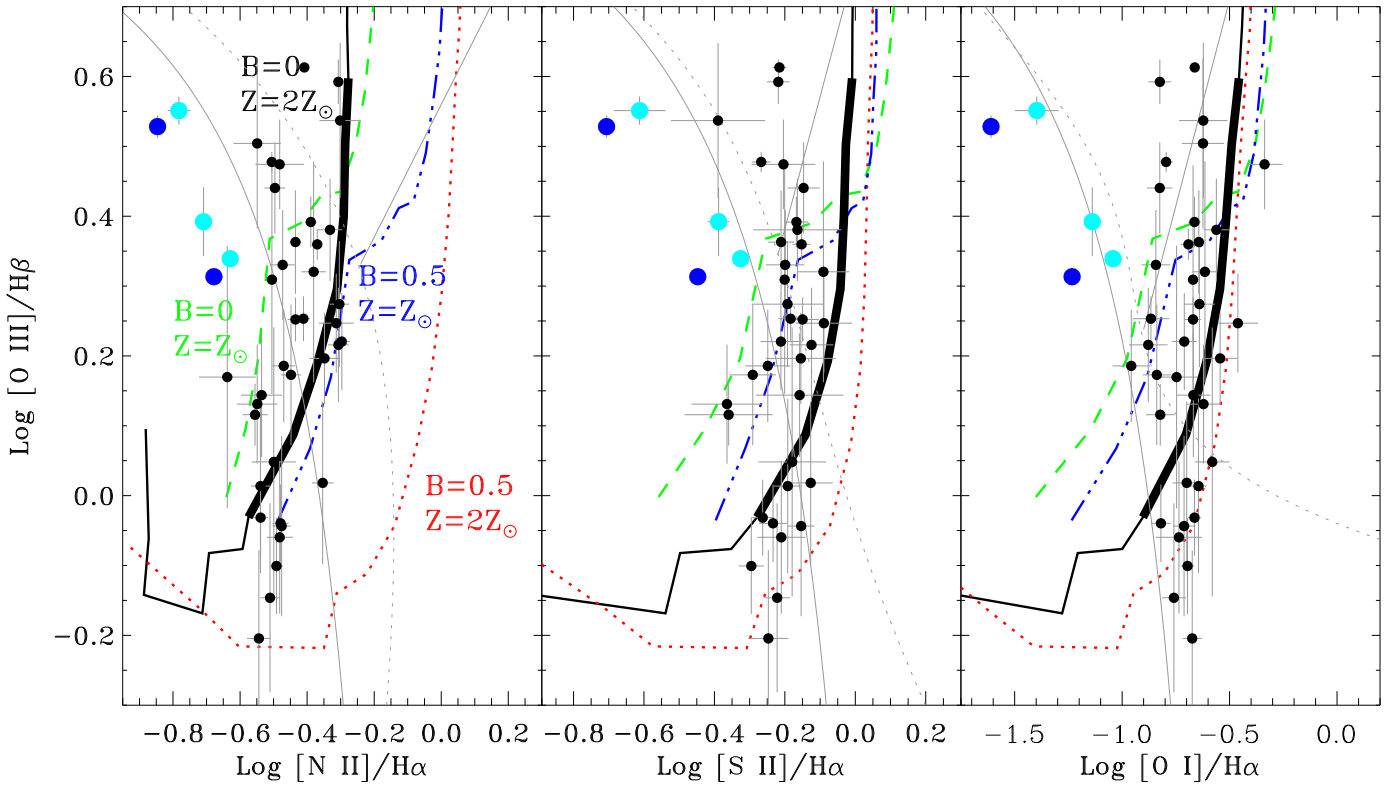 B=0
Z=2Z☉
B=0.5
Z=Z☉
B=0
Z=Z☉
B=0.5
Z=2Z☉
Log [O III]/Hβ
0.6
0.4
0.2
0.0
−0.2
−0.8 −0.6 −0.4 −0.2 0.0 0.2
−0.8 −0.6 −0.4 −0.2 0.0 0.2
−1.5 −1.0 −0.5 0.0
Log [N II]/Hα
Log [S II]/Hα
Log [O I]/Hα